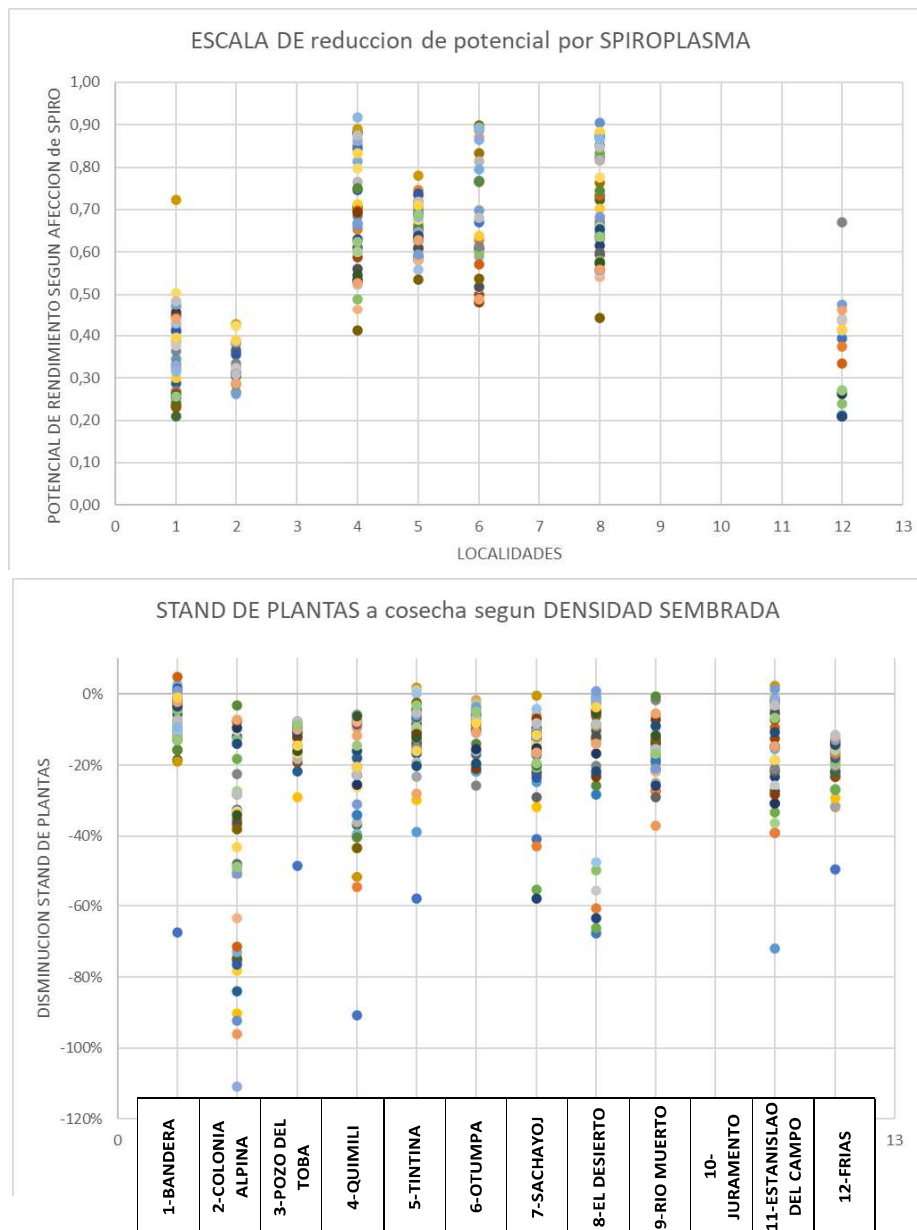 ESCALA DE reduccion de potencial por SPIROPLASMA
POTENCIAL DE RENDIMIENTO SEGUN AFECCION de SPIRO
1,00
0,90
0,80
0,70
0,60
0,50
0,40
0,30
0,20
0,10
0,00
0 1 2 3 4 5 6 7 8 9 10 11 12 13
LOCALIDADES
STAND DE PLANTAS a cosecha segun DENSIDAD SEMBRADA
DISMINUCION STAND DE PLANTAS
0%
-20%
-40%
-60%
-80%
-100%
-120%
0 13
1-BANDERA
2-COLONIA
ALPINA
3-POZO DEL
TOBA
4-QUIMILI
5-TINTINA
6-OTUMPA
7-SACHAYOJ
8-EL DESIERTO
9-RIO MUERTO
10-
JURAMENTO
11-ESTANISLAO
DEL CAMPO
12-FRIAS